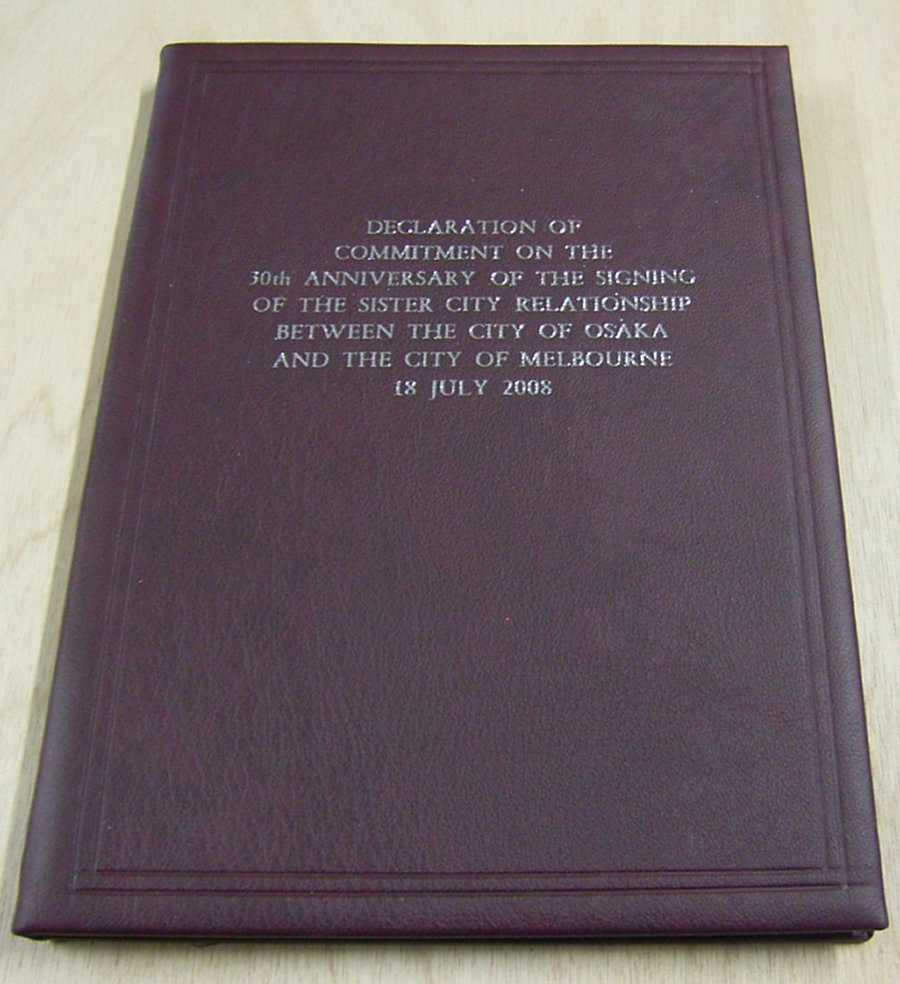 DECLARATION OF
COMMITMENT ON THE
30th ANNIVERSARY OF THE SIGNING
OF THE SISTER CITY RELATIONSHIP
BETWEEN THE CITY OF OSAKA
AND THE CITY OF MELBOURNE
18 JULY 2008